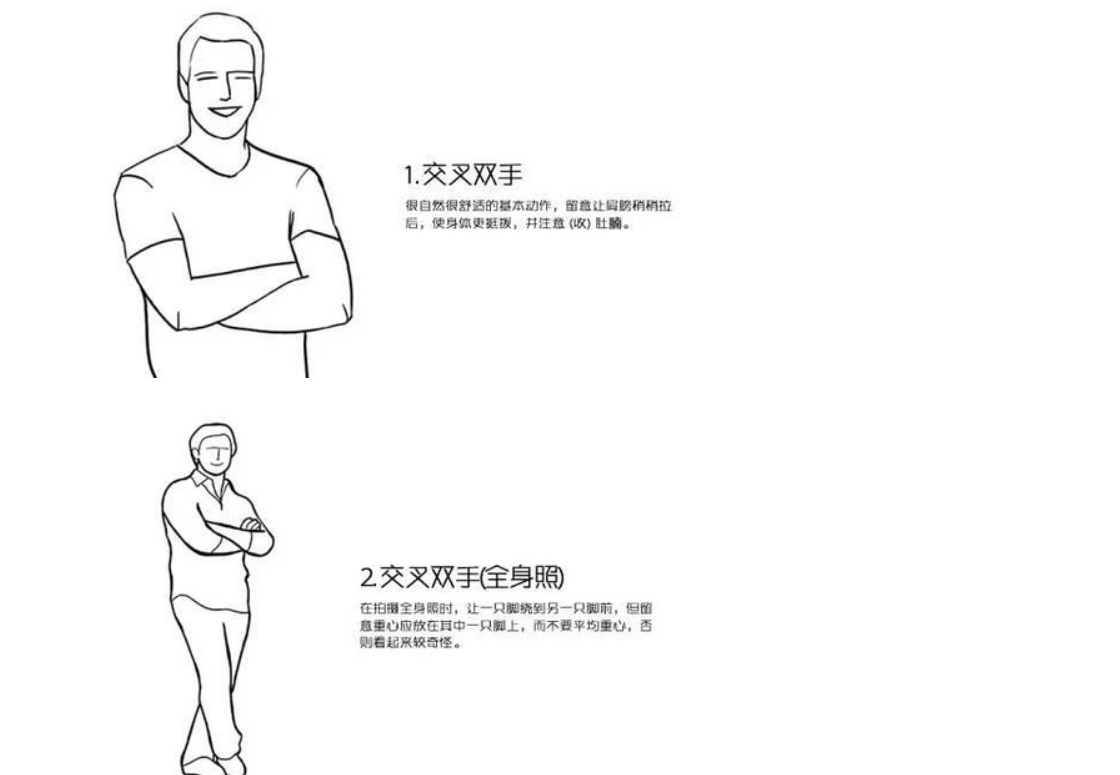 1.交叉双手
很自然很舒适的基本动作，留意让肩膀稍稍拉
后，使身体更挺拔，并注意 (收) 肚腩。
2.交叉双手(全身照)
在拍摄全身照时，让一只脚绕到另一只脚前，但留
意重心应放在其中一只脚上，而不要平均重心，否
则看起来较奇怪。